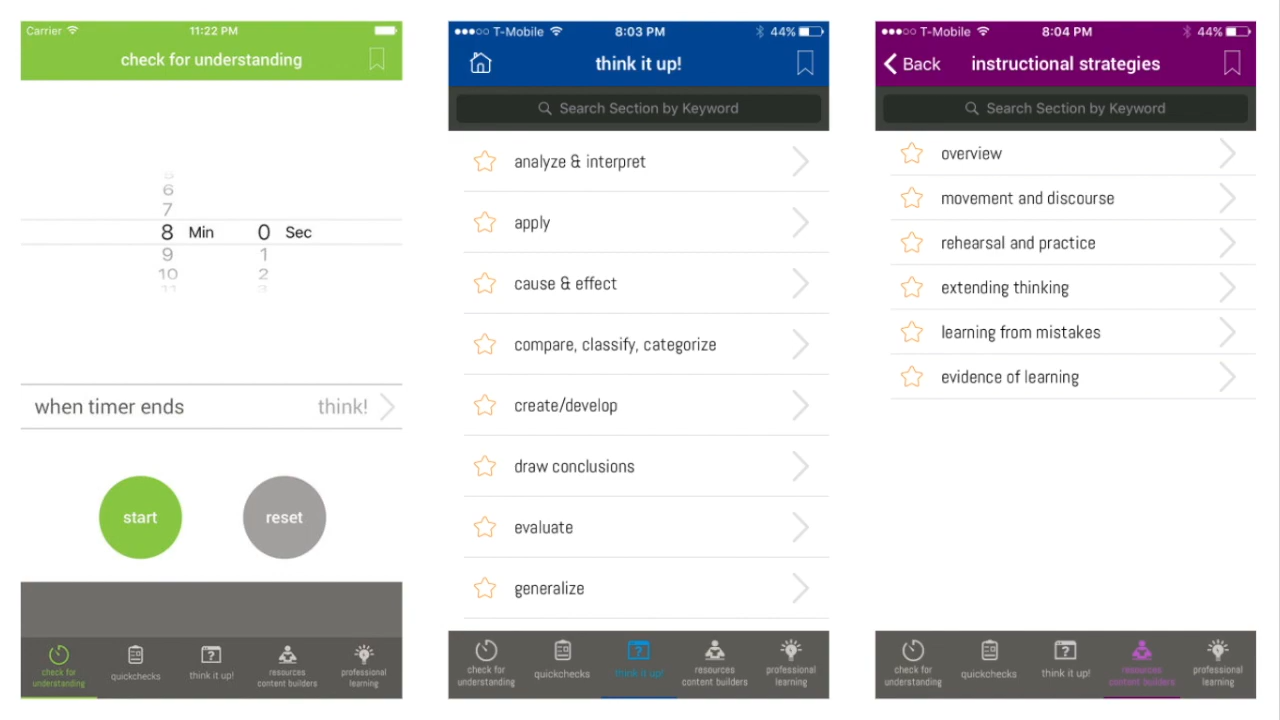 Carrier 11:22 PM
check for understanding
6
7
8 Min 0 Sec
9 1
10 2
11 3
when timer ends think!
start reset
check for understanding
quickchecks
think it up!
resources content builders
professional learning
T-Mobile 8:03 PM 44%
think it up!
Search Section by Keyword
analyze & interpret
apply
cause & effect
compare, classify, categorize
create/develop
draw conclusions
evaluate
generalize
check for understanding
quickchecks
think it up!
resources content builders
professional learning
T-Mobile 8:04 PM 44%
Back instructional strategies
Search Section by Keyword
overview
movement and discourse
rehearsal and practice
extending thinking
learning from mistakes
evidence of learning
check for understanding
quickchecks
think it up!
resources content builders
professional learning